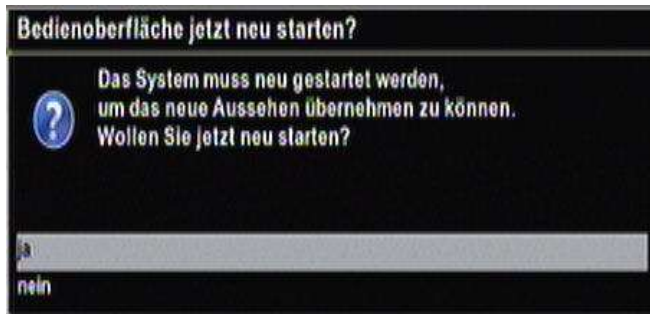 Bedienoberfläche jetzt neu starten?
Das System muss neu gestartet werden,
um das neue Aussehen übernehmen zu können.
Wollen Sie jetzt neu starten?
ja
nein